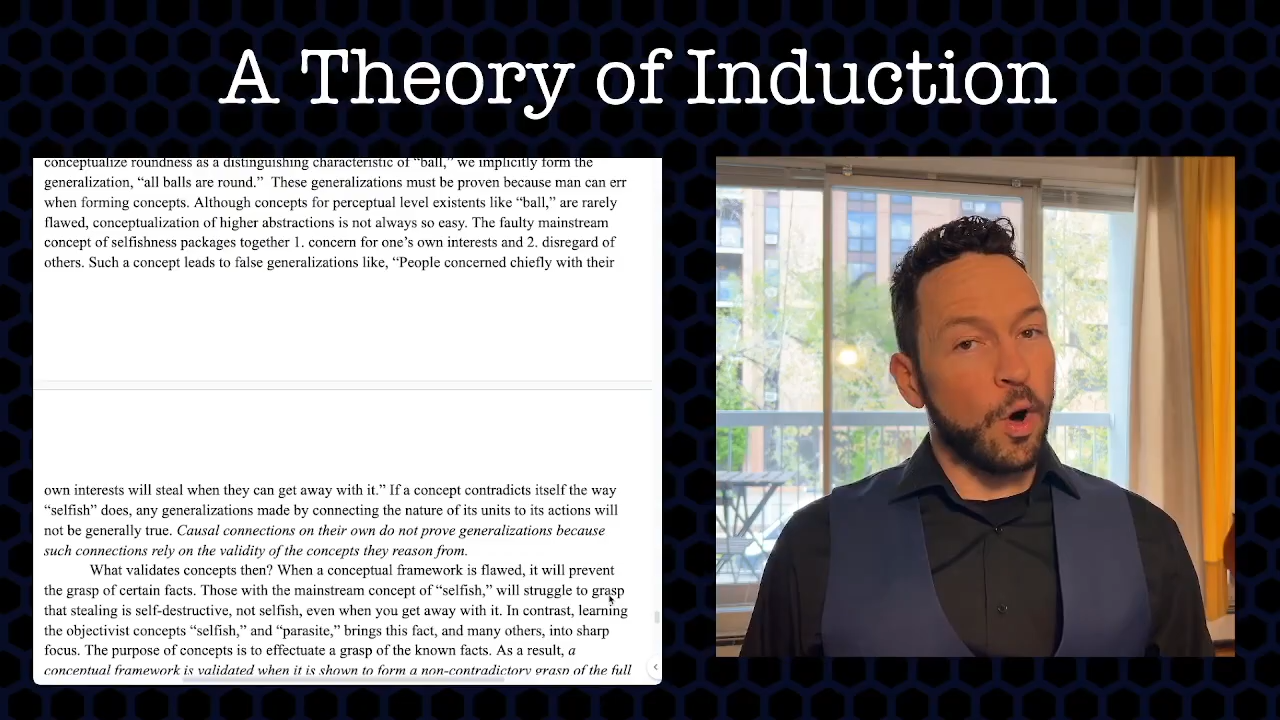 A Theory of Induction
conceptualize roundness as a distinguishing characteristic of “ball,” we implicitly form the
generalization, “all balls are round.”  These generalizations must be proven because man can err
when forming concepts. Although concepts for perceptual level existents like “ball,” are rarely
flawed, conceptualization of higher abstractions is not always so easy. The faulty mainstream
concept of selfishness packages together 1. concern for one’s own interests and 2. disregard of
others. Such a concept leads to false generalizations like, “People concerned chiefly with their
own interests will steal when they can get away with it.” If a concept contradicts itself the way
“selfish” does, any generalizations made by connecting the nature of its units to its actions will
not be generally true. Causal connections on their own do not prove generalizations because
such connections rely on the validity of the concepts they reason from.
What validates concepts then? When a conceptual framework is flawed, it will prevent
the grasp of certain facts. Those with the mainstream concept of “selfish,” will struggle to grasp
that stealing is self-destructive, not selfish, even when you get away with it. In contrast, learning
the objectivist concepts “selfish,” and “parasite,” brings this fact, and many others, into sharp
focus. The purpose of concepts is to effectuate a grasp of the known facts. As a result, a
conceptual framework is validated when it is shown to form a non-contradictory grasp of the full